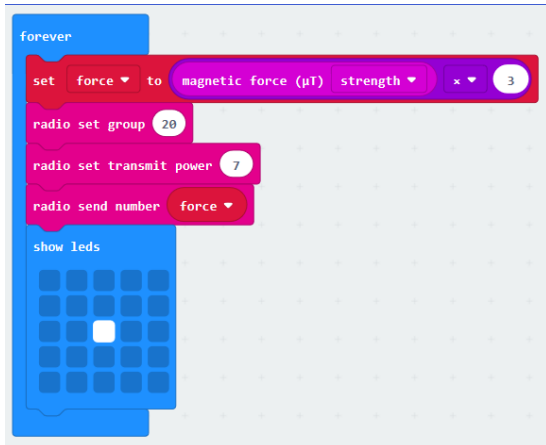 forever
set force to magnetic force (µT) strength × 3
radio set group 20
radio set transmit power 7
radio send number force
show leds